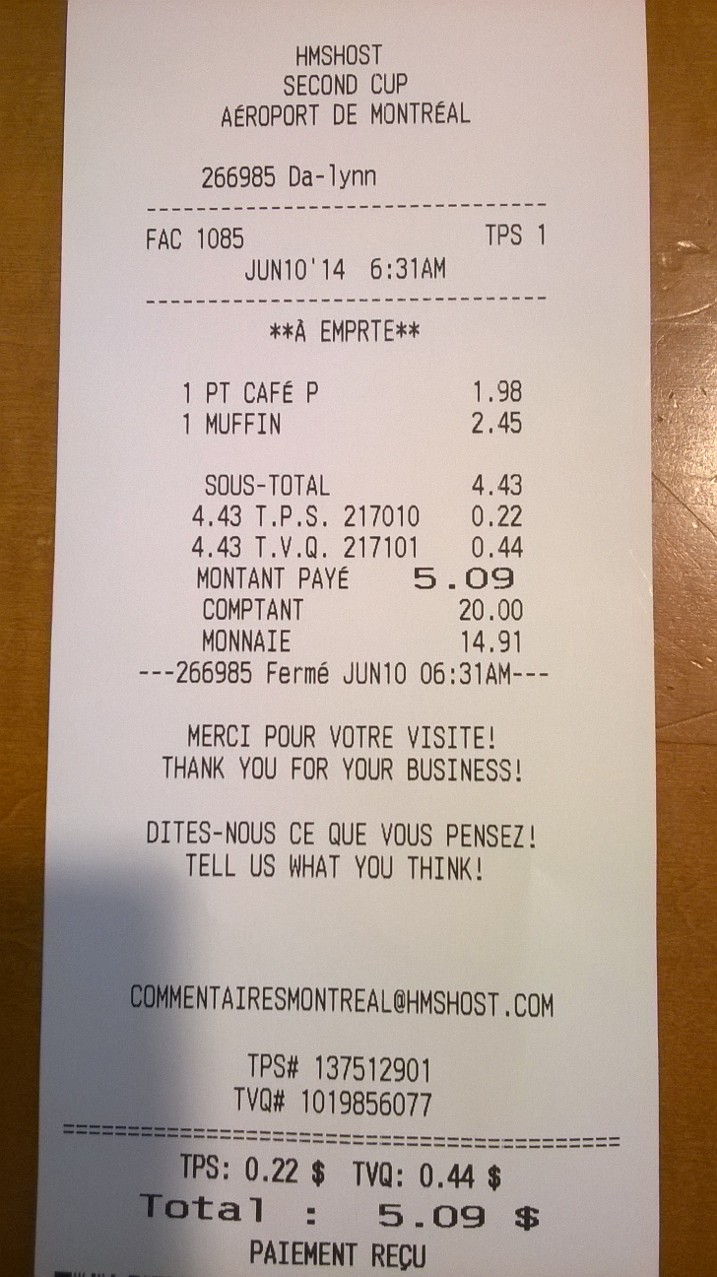 HMSHOST
SECOND CUP
AÉROPORT DE MONTRÉAL
266985 Da-lynn
--------------------------------
FAC 1085 TPS 1
JUN10'14 6:31AM
--------------------------------
**À EMPRTE**
1 PT CAFÉ P 1.98
1 MUFFIN 2.45
SOUS-TOTAL 4.43
4.43 T.P.S. 217010 0.22
4.43 T.V.Q. 217101 0.44
MONTANT PAYÉ 5.09
COMPTANT 20.00
MONNAIE 14.91
---266985 Fermé JUN10 06:31AM---
MERCI POUR VOTRE VISITE!
THANK YOU FOR YOUR BUSINESS!
DITES-NOUS CE QUE VOUS PENSEZ!
TELL US WHAT YOU THINK!
COMMENTAIRESMONTREAL@HMSHOST.COM
TPS# 137512901
TVQ# 1019856077
==========================================
TPS: 0.22 $ TVQ: 0.44 $
Total : 5.09 $
PAIEMENT REÇU